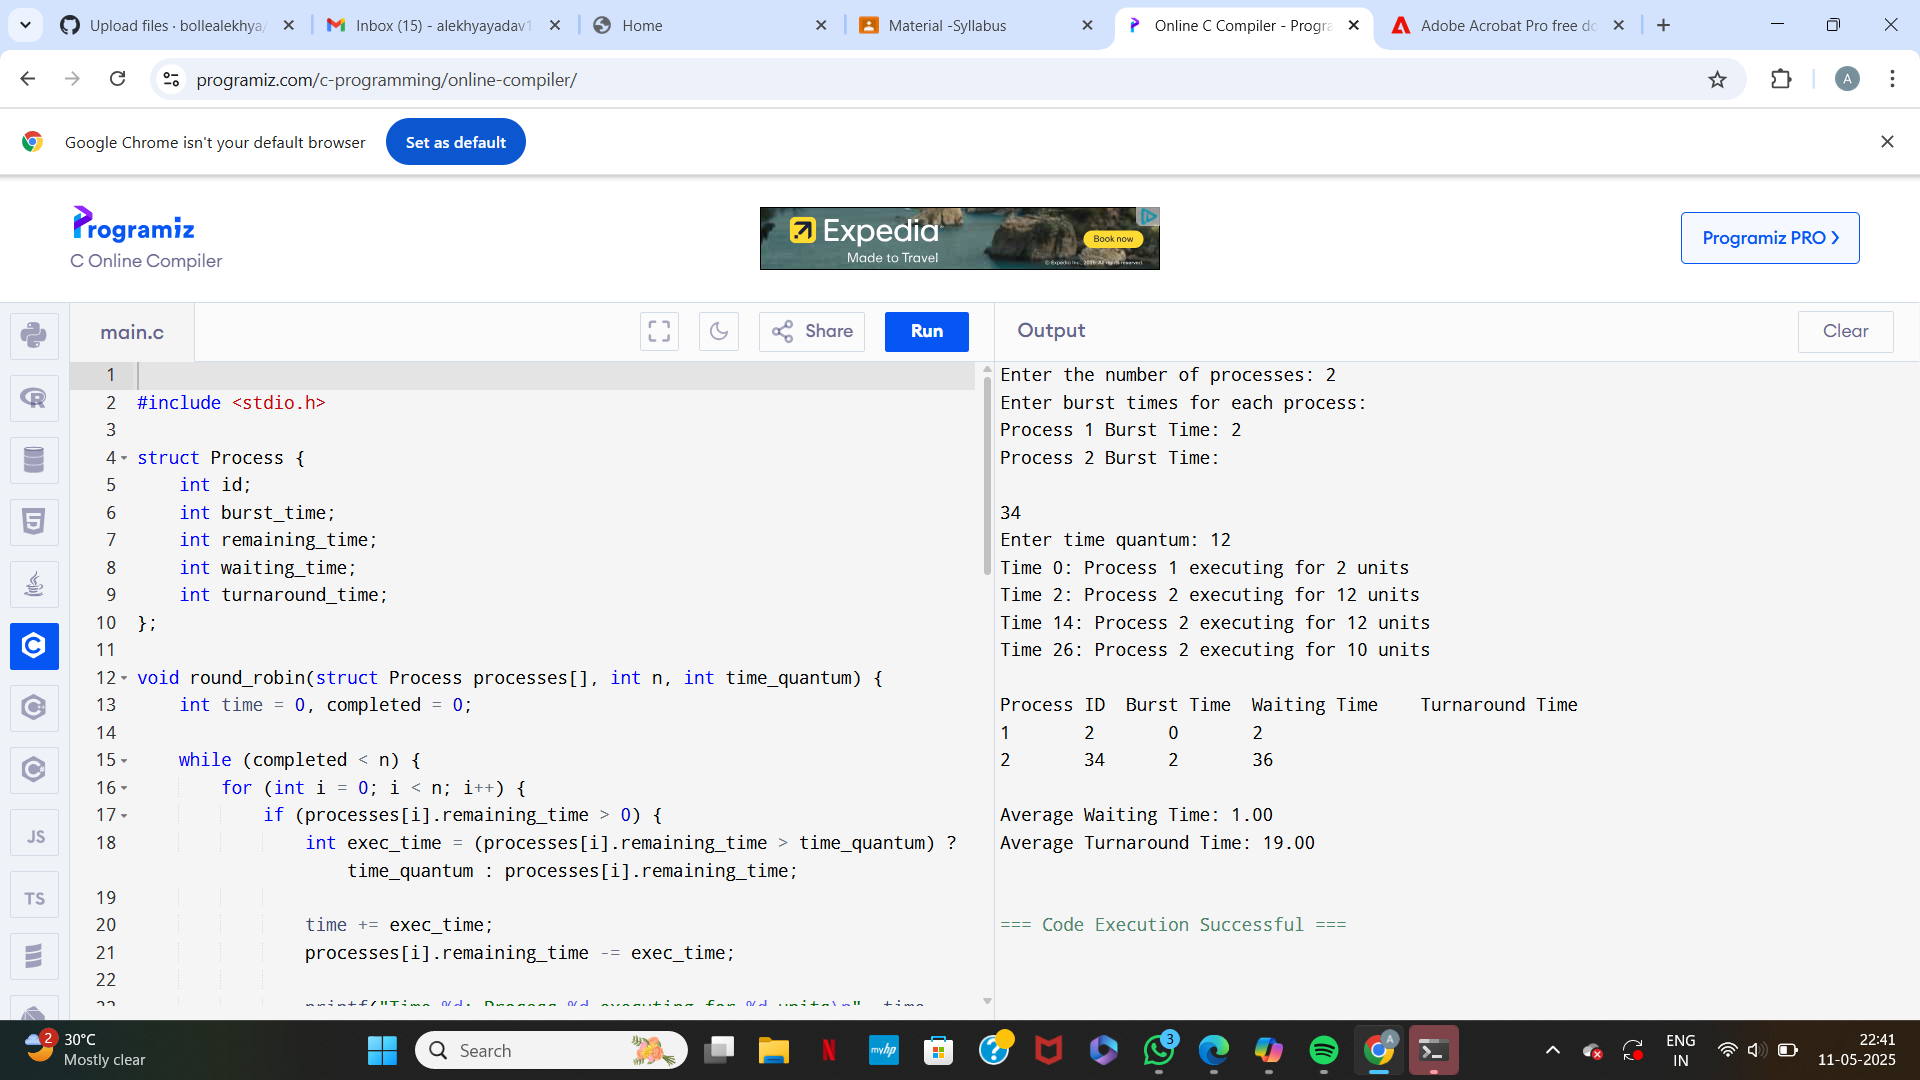 Upload files · bollealekhya/
Inbox (15) - alekhyayadav1
Home
Material -Syllabus
Online C Compiler - Progra
Adobe Acrobat Pro free do
programiz.com/c-programming/online-compiler/
A
Google Chrome isn't your default browser
Set as default
Programiz
C Online Compiler
Expedia
Made to Travel
Book now
Programiz PRO
main.c
Share
Run
Output
Clear
1
2 #include <stdio.h>
3
4 struct Process {
5 int id;
6 int burst_time;
7 int remaining_time;
8 int waiting_time;
9 int turnaround_time;
10 };
11
12 void round_robin(struct Process processes[], int n, int time_quantum) {
13 int time = 0, completed = 0;
14
15 while (completed < n) {
16 for (int i = 0; i < n; i++) {
17 if (processes[i].remaining_time > 0) {
18 int exec_time = (processes[i].remaining_time > time_quantum) ?
time_quantum : processes[i].remaining_time;
19
20 time += exec_time;
21 processes[i].remaining_time -= exec_time;
22
23 printf("Time %d: Process %d executing for %d units\n", time
Enter the number of processes: 2
Enter burst times for each process:
Process 1 Burst Time: 2
Process 2 Burst Time:
34
Enter time quantum: 12
Time 0: Process 1 executing for 2 units
Time 2: Process 2 executing for 12 units
Time 14: Process 2 executing for 12 units
Time 26: Process 2 executing for 10 units
Process ID Burst Time Waiting Time Turnaround Time
1 2 0 2
2 34 2 36
Average Waiting Time: 1.00
Average Turnaround Time: 19.00
=== Code Execution Successful ===
R
JS
TS
2
30°C
Mostly clear
Search
N
myhp
3
A
ENG
IN
22:41
11-05-2025